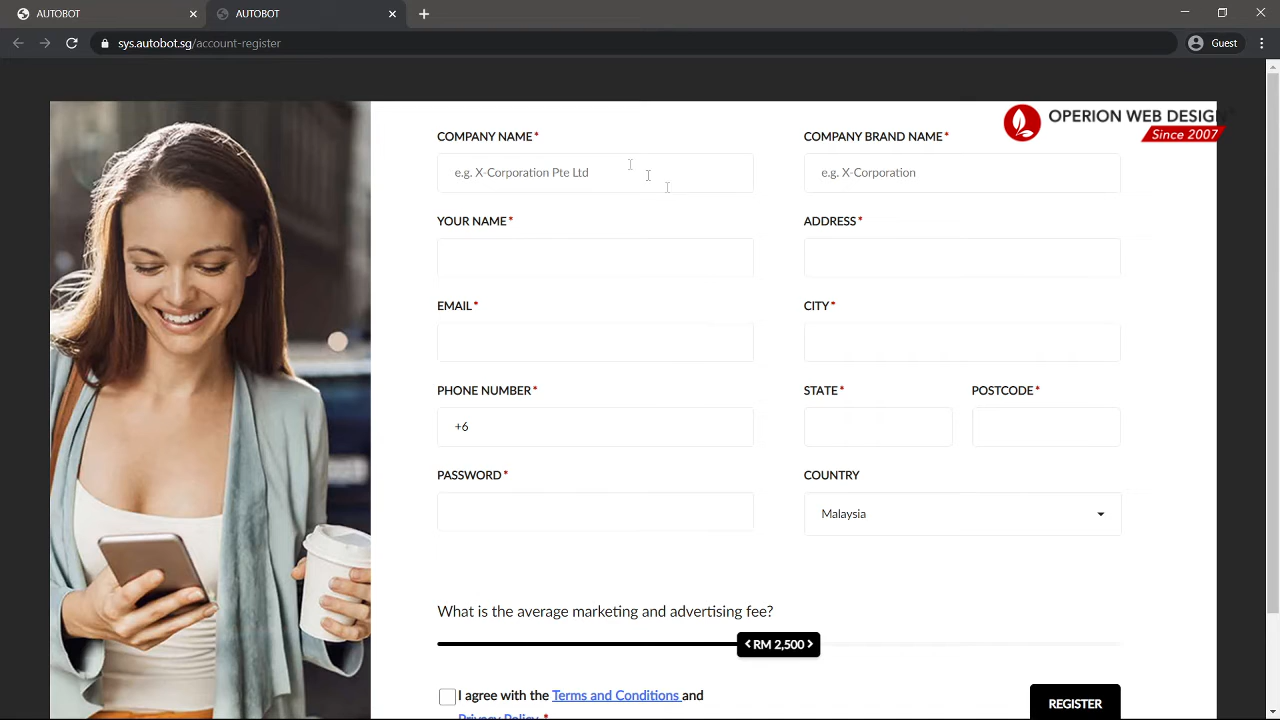 AUTOBOT
AUTOBOT
sys.autobot.sg/account-register
Guest
OPERION WEB DESIGN
Since 2007
COMPANY NAME*
COMPANY BRAND NAME*
e.g. X-Corporation Pte Ltd
e.g. X-Corporation
YOUR NAME*
ADDRESS*
EMAIL*
CITY*
PHONE NUMBER*
STATE*
POSTCODE*
+6
PASSWORD*
COUNTRY
Malaysia
What is the average marketing and advertising fee?
RM 2,500
I agree with the Terms and Conditions and
Privacy Policy *
REGISTER